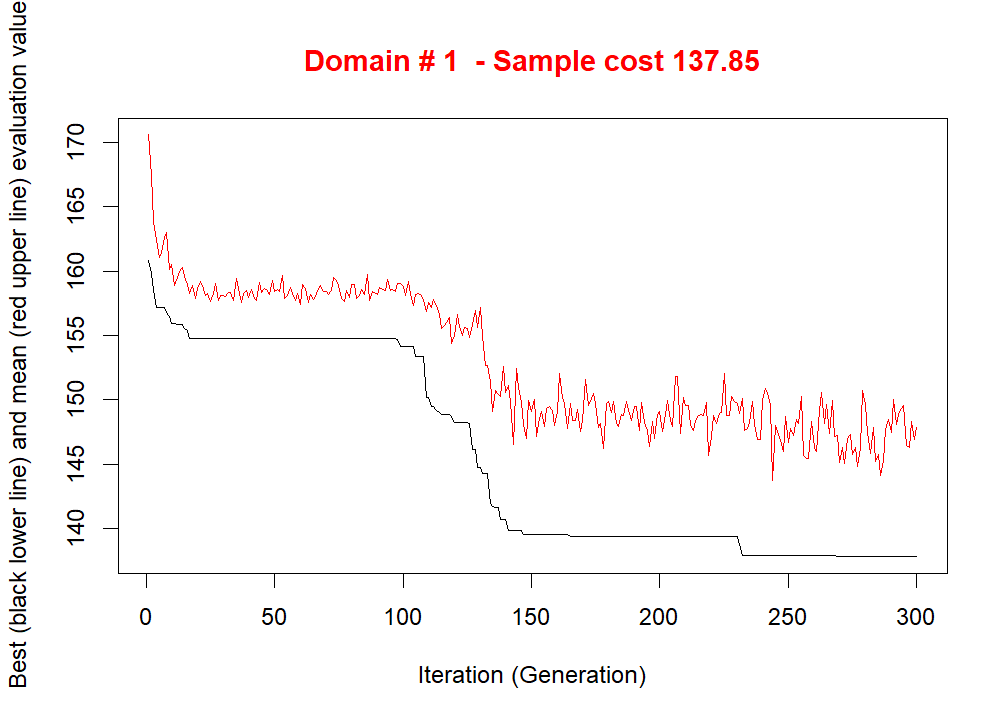 Domain # 1  - Sample cost 137.85
Best (black lower line) and mean (red upper line) evaluation value
170
165
160
155
150
145
140
0 50 100 150 200 250 300
Iteration (Generation)